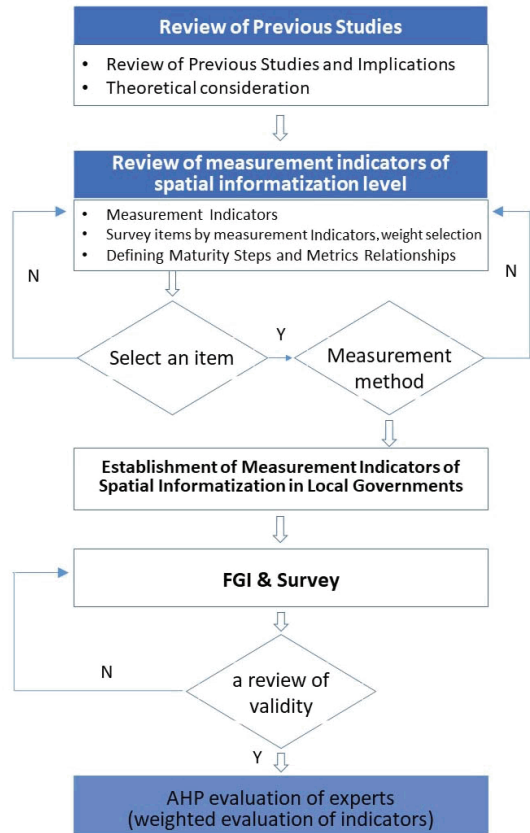 Review of Previous Studies
• Review of Previous Studies and Implications
• Theoretical consideration
Review of measurement indicators of
spatial informatization level
• Measurement Indicators
• Survey items by measurement Indicators, weight selection
• Defining Maturity Steps and Metrics Relationships
N
N
Select an item
Y
Measurement
method
Establishment of Measurement Indicators of
Spatial Informatization in Local Governments
FGI & Survey
N
a review of
validity
Y
AHP evaluation of experts
(weighted evaluation of indicators)